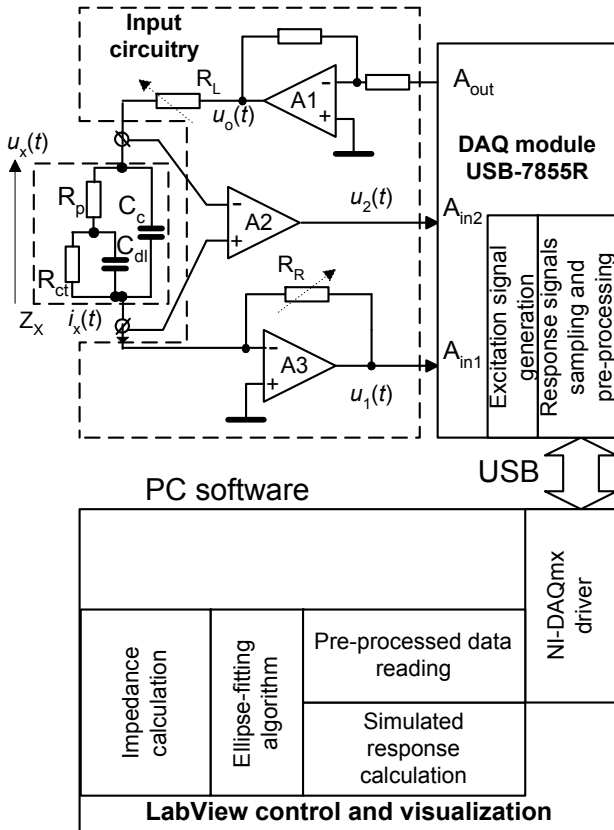 Input
circuitry
R_L
u_o(t)
A1
A_out
DAQ module
USB-7855R
u_x(t)
R_p
C_c
C_dl
R_ct
Z_X
i_x(t)
A2
u_2(t)
A_in2
R_R
A3
u_1(t)
A_in1
Excitation signal
generation
Response signals
sampling and
pre-processing
USB
PC software
NI-DAQmx
driver
Impedance
calculation
Ellipse-fitting
algorithm
Pre-processed data
reading
Simulated
response
calculation
LabView control and visualization